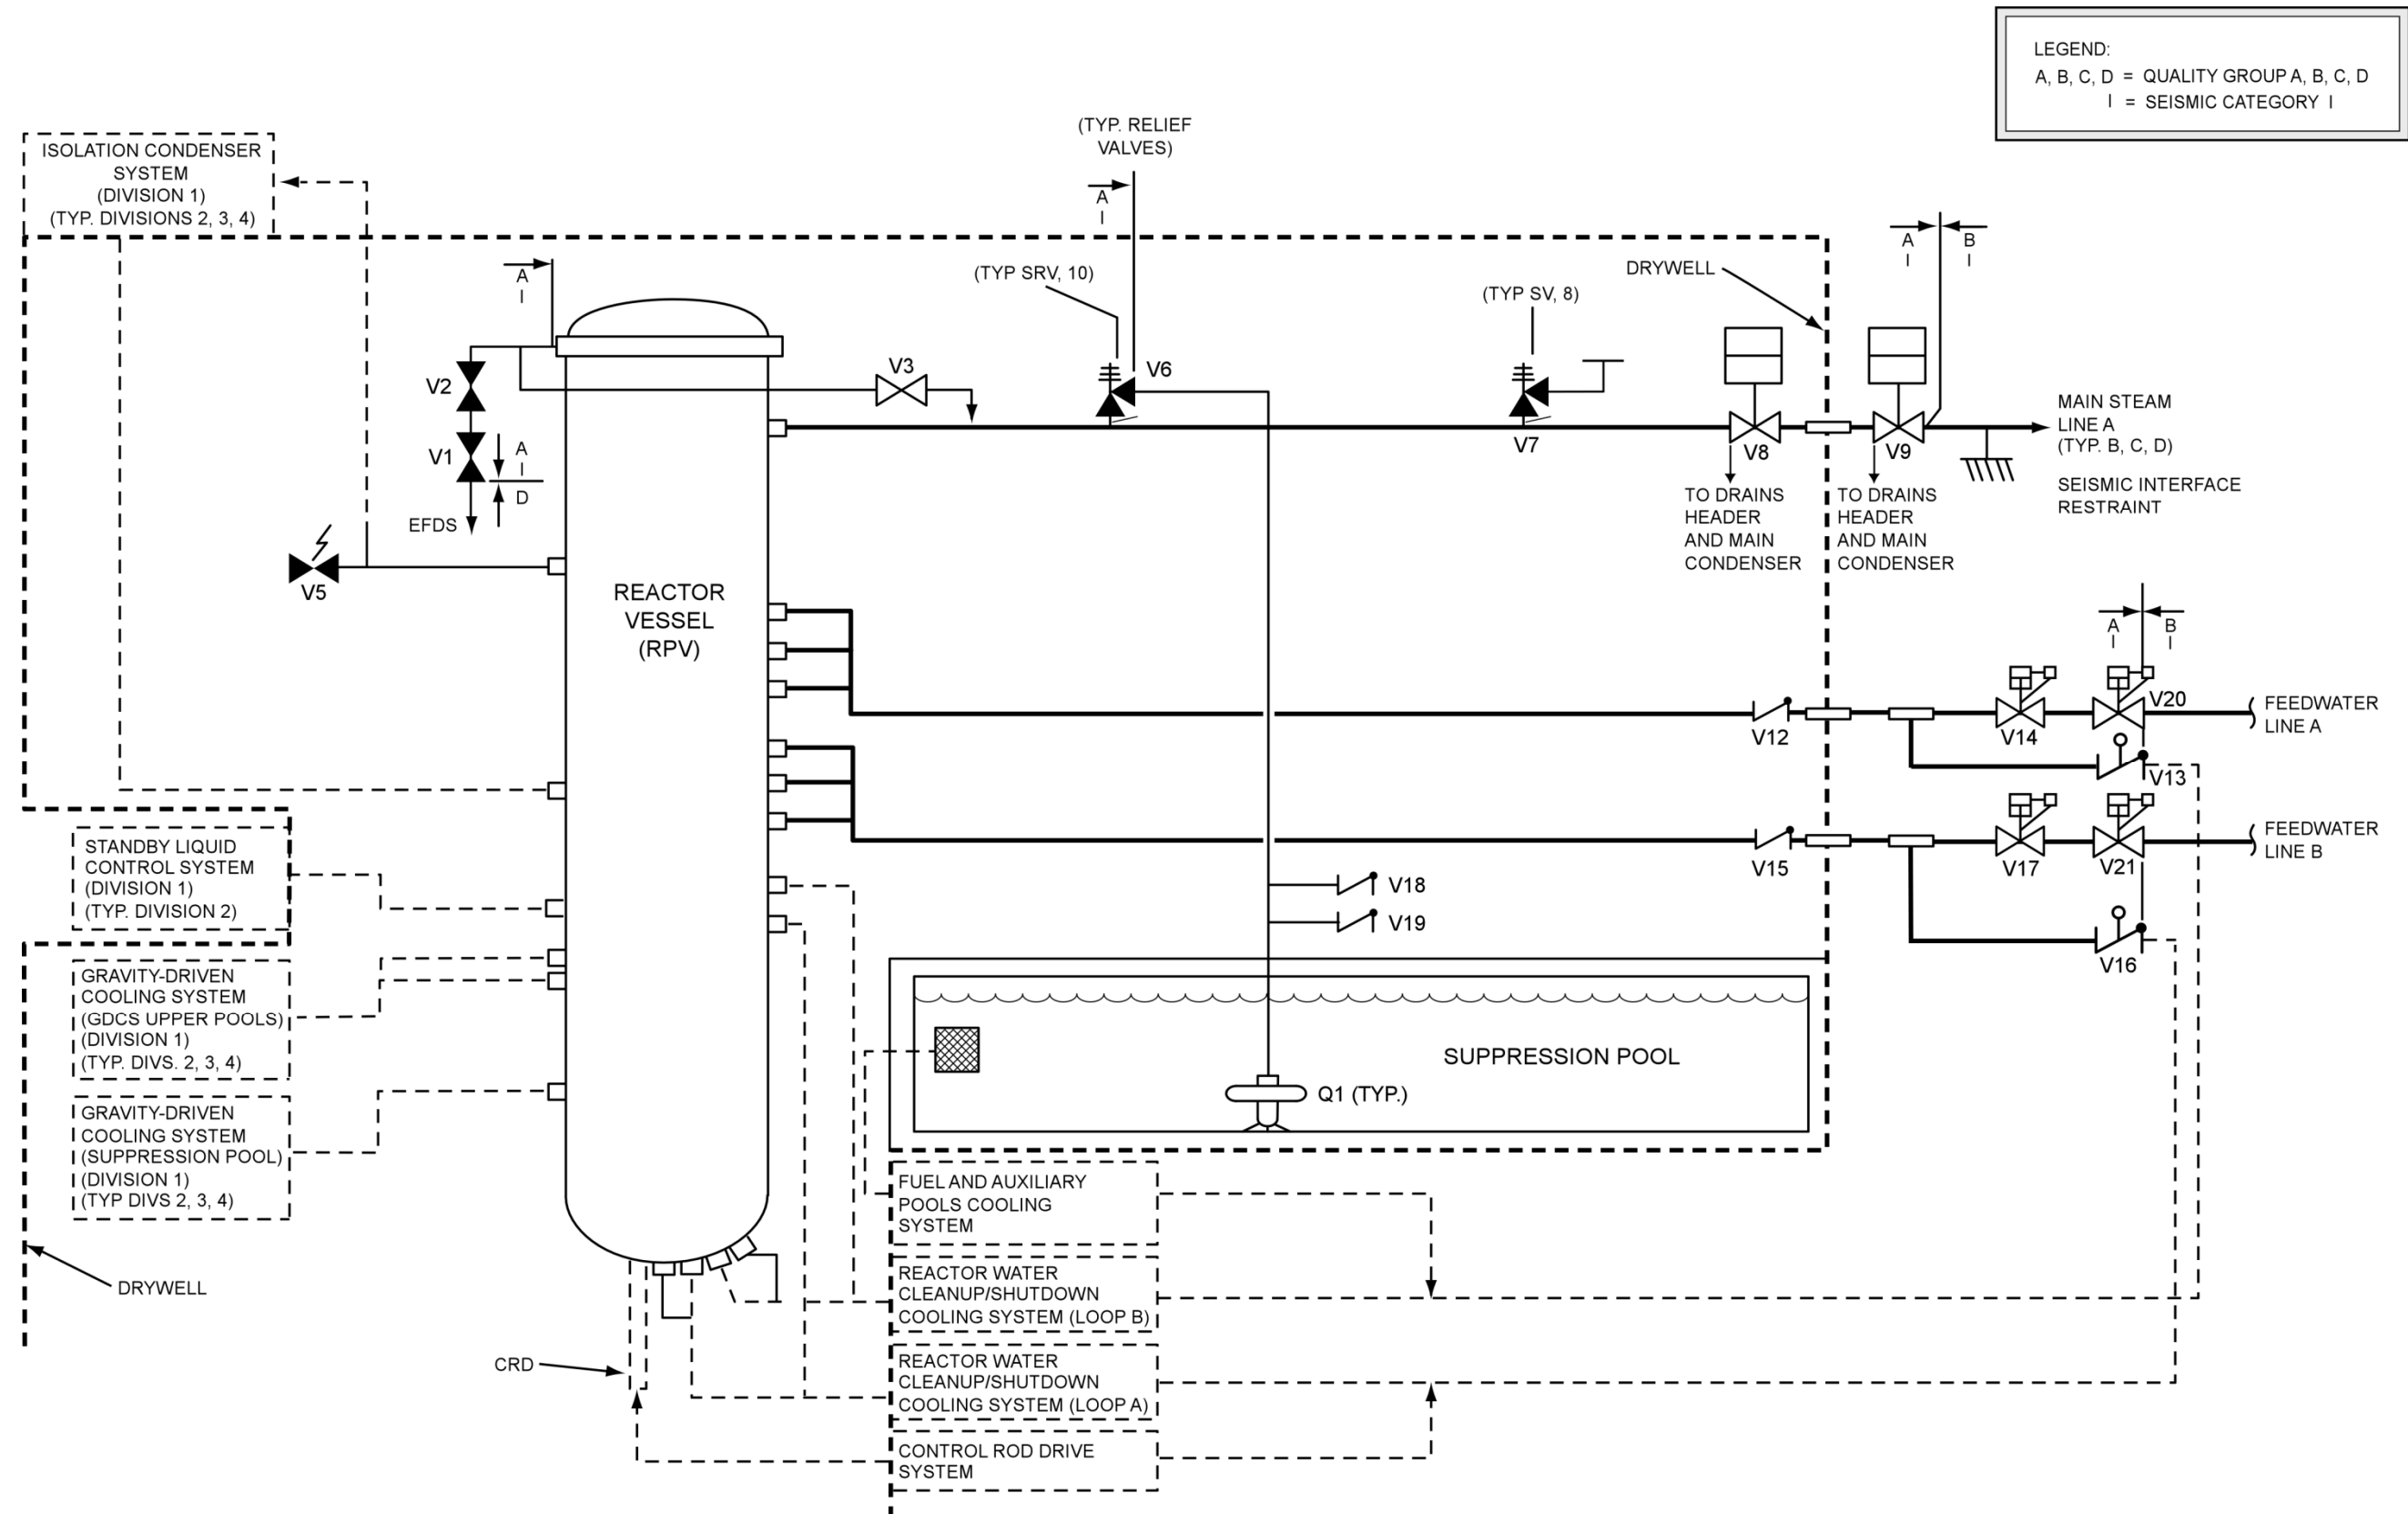 LEGEND:
A, B, C, D = QUALITY GROUP A, B, C, D
I = SEISMIC CATEGORY I
ISOLATION CONDENSER
SYSTEM
(DIVISION 1)
(TYP. DIVISIONS 2, 3, 4)
(TYP. RELIEF
VALVES)
A
I
A
I
B
I
A
I
(TYP SRV, 10)
(TYP SV, 8)
DRYWELL
V2
V1
A
I
D
EFDS
V3
V6
V7
V8
V9
MAIN STEAM
LINE A
(TYP. B, C, D)
SEISMIC INTERFACE
RESTRAINT
TO DRAINS
HEADER
AND MAIN
CONDENSER
TO DRAINS
HEADER
AND MAIN
CONDENSER
V5
REACTOR
VESSEL
(RPV)
A
I
B
I
V12
V14
V20
FEEDWATER
LINE A
V13
V15
V17
V21
FEEDWATER
LINE B
V16
V18
V19
STANDBY LIQUID
CONTROL SYSTEM
(DIVISION 1)
(TYP. DIVISION 2)
GRAVITY-DRIVEN
COOLING SYSTEM
(GDCS UPPER POOLS)
(DIVISION 1)
(TYP. DIVS. 2, 3, 4)
GRAVITY-DRIVEN
COOLING SYSTEM
(SUPPRESSION POOL)
(DIVISION 1)
(TYP DIVS 2, 3, 4)
SUPPRESSION POOL
Q1 (TYP.)
DRYWELL
CRD
FUEL AND AUXILIARY
POOLS COOLING
SYSTEM
REACTOR WATER
CLEANUP/SHUTDOWN
COOLING SYSTEM (LOOP B)
REACTOR WATER
CLEANUP/SHUTDOWN
COOLING SYSTEM (LOOP A)
CONTROL ROD DRIVE
SYSTEM